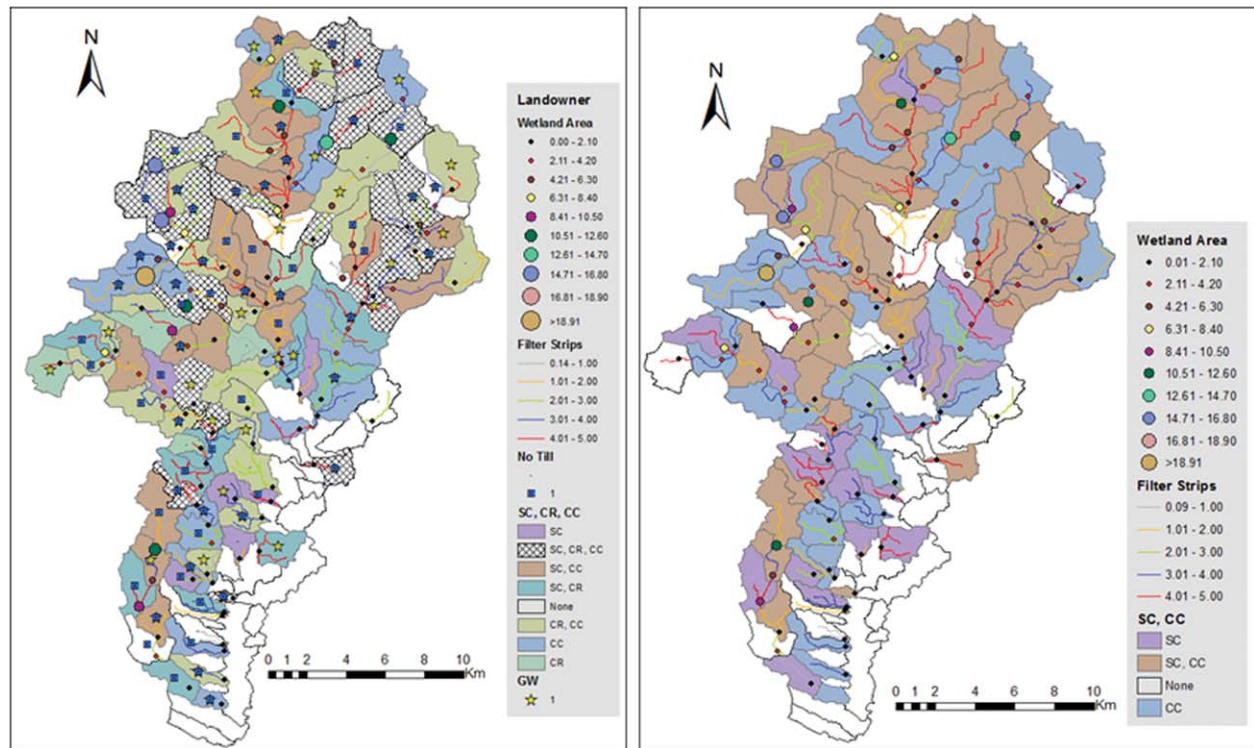 N
Landowner
Wetland Area
0.00 - 2.10
2.11 - 4.20
4.21 - 6.30
6.31 - 8.40
8.41 - 10.50
10.51 - 12.60
12.61 - 14.70
14.71 - 16.80
16.81 - 18.90
>18.91
Filter Strips
0.14 - 1.00
1.01 - 2.00
2.01 - 3.00
3.01 - 4.00
4.01 - 5.00
No Till
1
SC, CR, CC
SC
SC, CR, CC
SC, CC
SC, CR
None
CR, CC
CC
CR
GW
1
0 1 2 4 6 8 10
Km
N
Wetland Area
0.01 - 2.10
2.11 - 4.20
4.21 - 6.30
6.31 - 8.40
8.41 - 10.50
10.51 - 12.60
12.61 - 14.70
14.71 - 16.80
16.81 - 18.90
>18.91
Filter Strips
0.09 - 1.00
1.01 - 2.00
2.01 - 3.00
3.01 - 4.00
4.01 - 5.00
SC, CC
SC
SC, CC
None
CC
0 1 2 4 6 8 10
Km